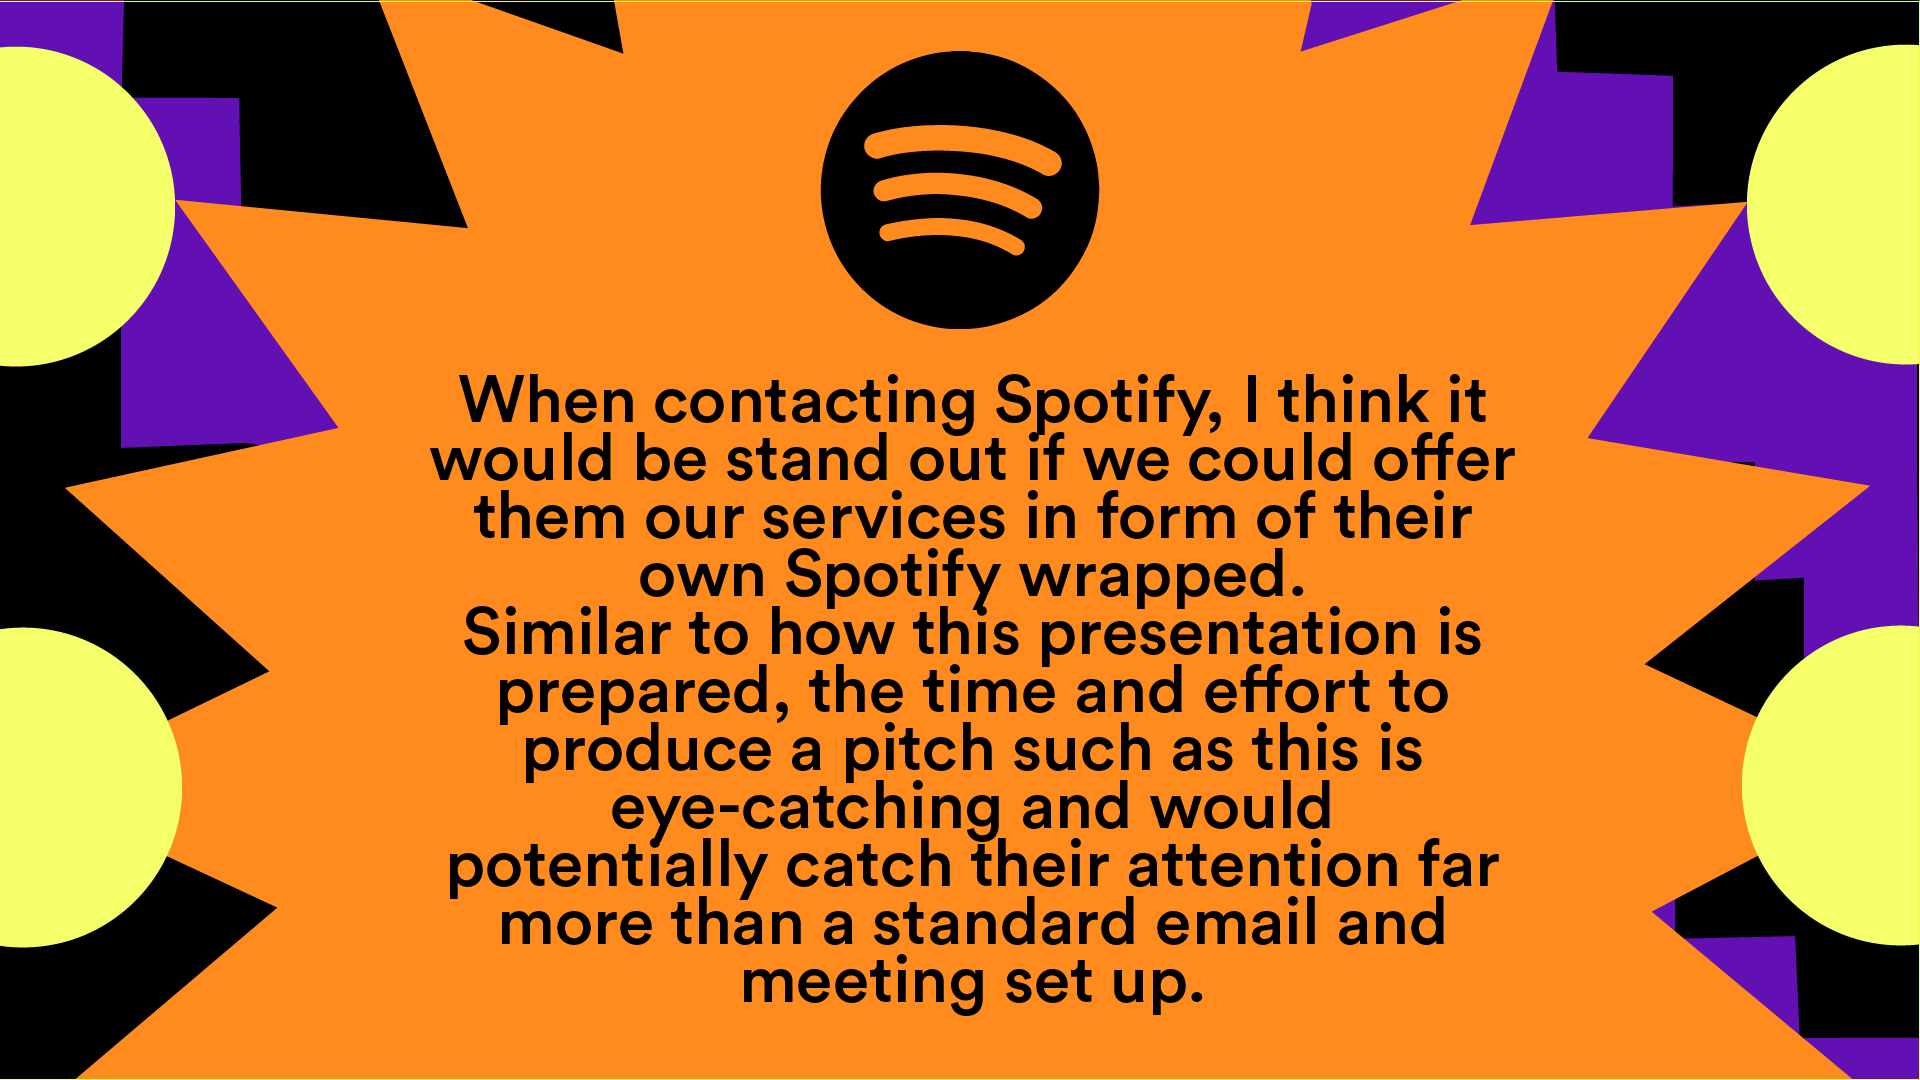 When contacting Spotify, I think it
would be stand out if we could offer
them our services in form of their
own Spotify wrapped.
Similar to how this presentation is
prepared, the time and effort to
produce a pitch such as this is
eye-catching and would
potentially catch their attention far
more than a standard email and
meeting set up.